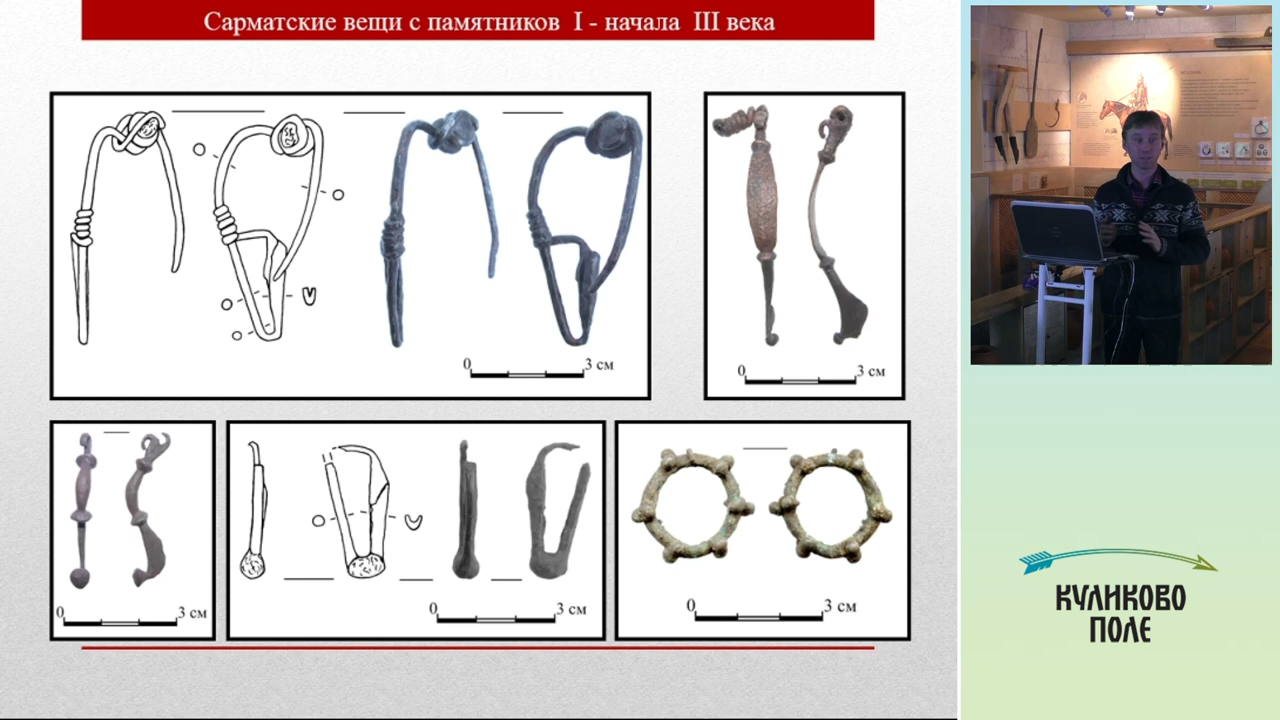 Сарматские вещи с памятников I - начала III века
0 3 см
0 3 см
0 3 см
0 3 см
0 3 см
КУЛИКОВО
ПОЛЕ